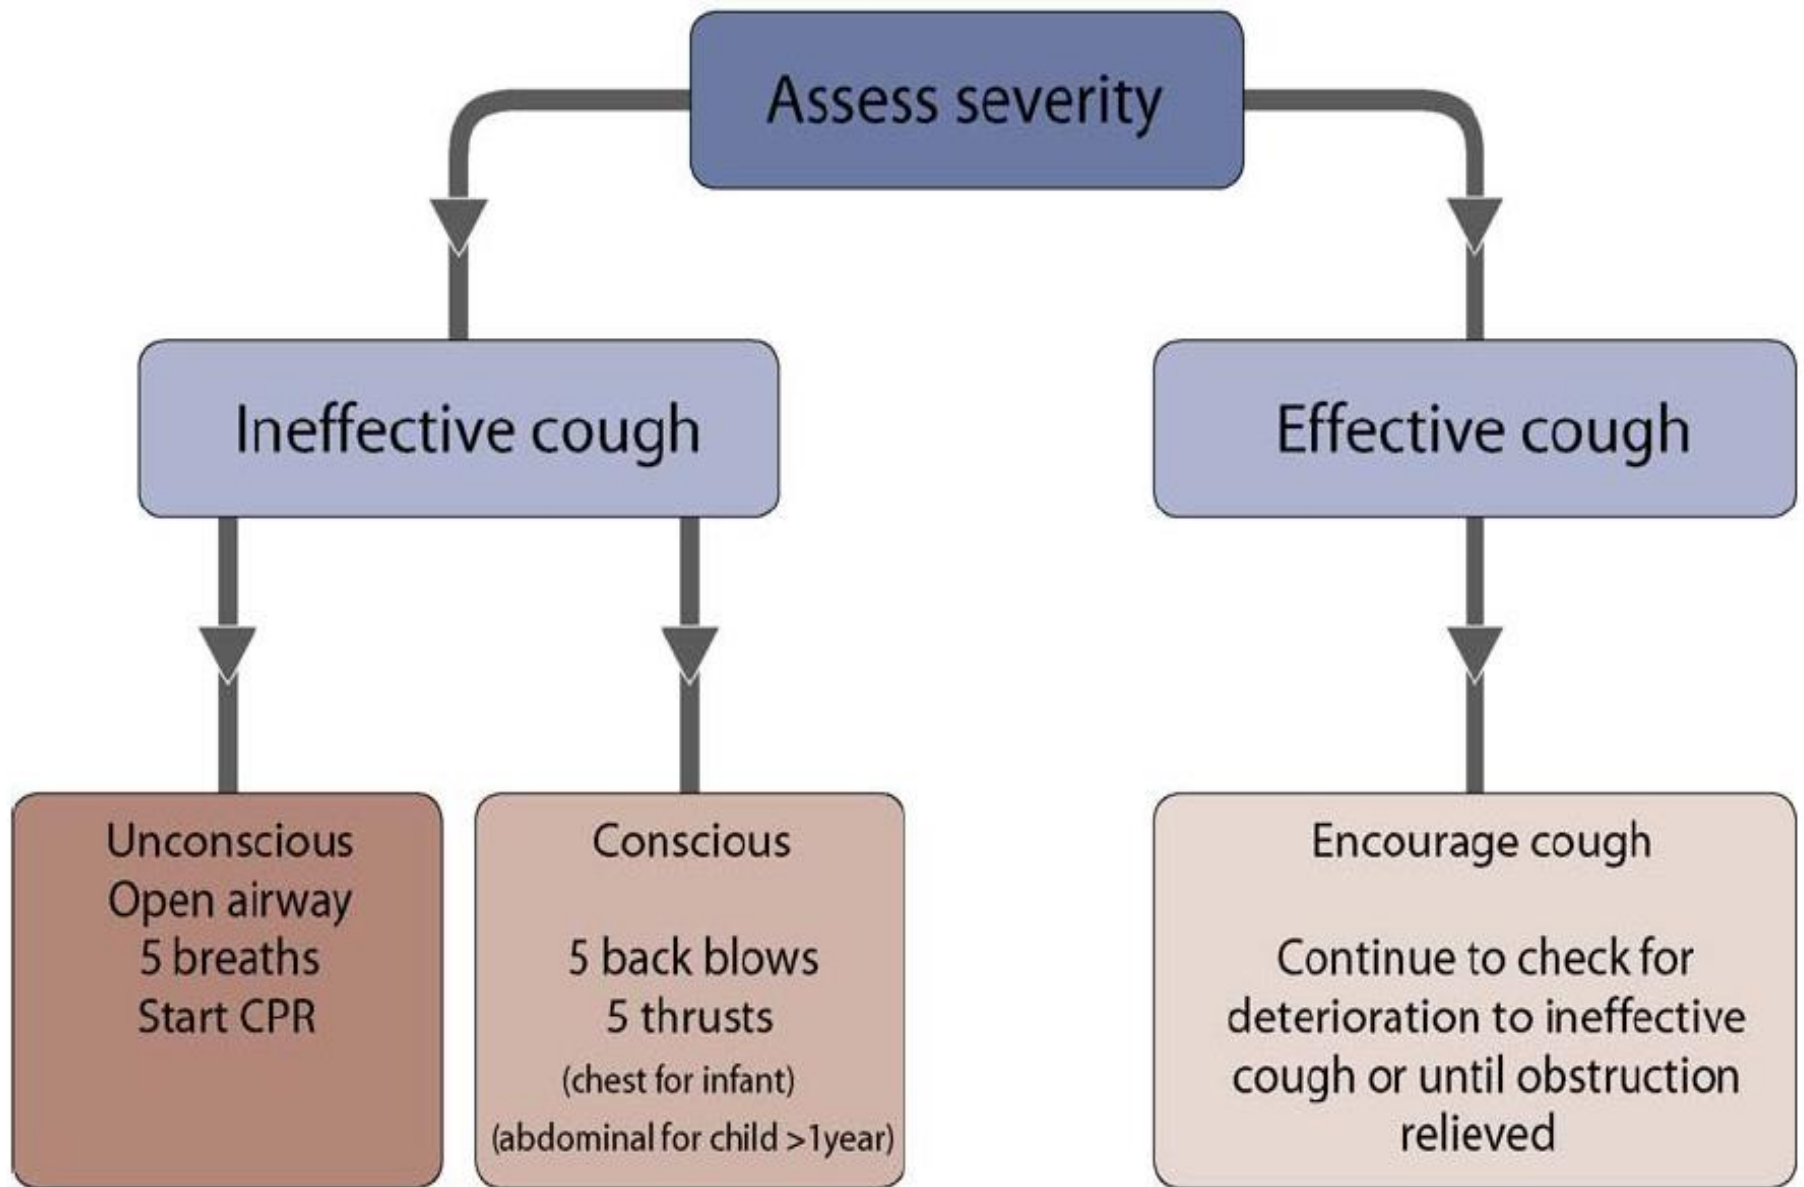 Assess severity
Ineffective cough
Effective cough
Unconscious
Open airway
5 breaths
Start CPR
Conscious
5 back blows
5 thrusts
(chest for infant)
(abdominal for child >1year)
Encourage cough
Continue to check for
deterioration to ineffective
cough or until obstruction
relieved